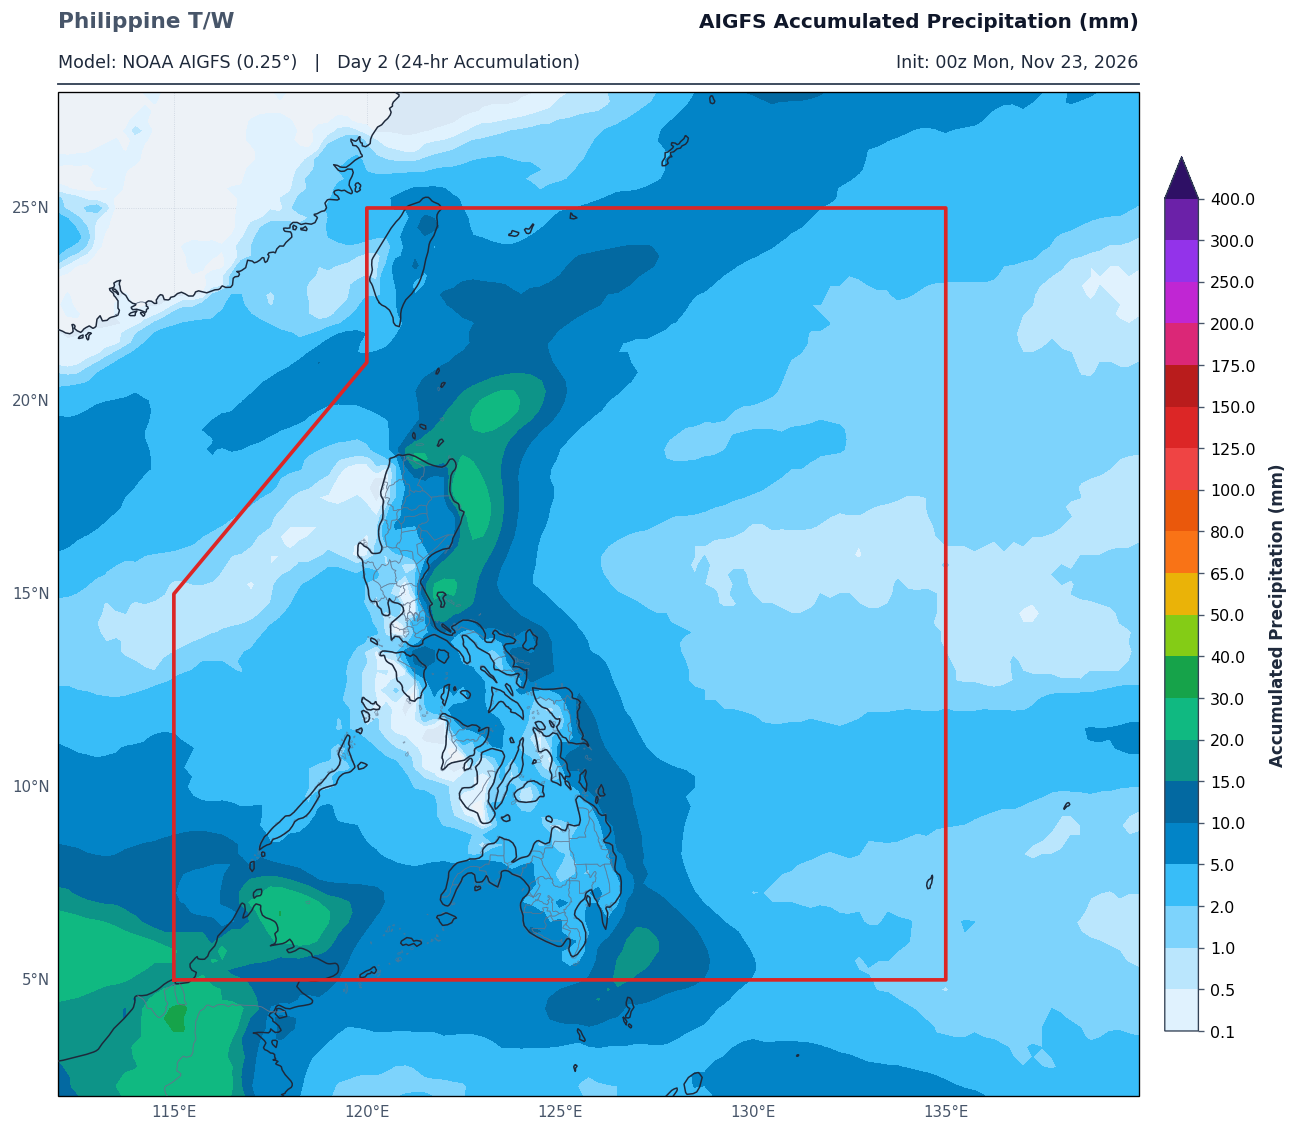 Philippine T/W
AIGFS Accumulated Precipitation (mm)
Model: NOAA AIGFS (0.25°)   |   Day 2 (24-hr Accumulation)
Init: 00z Mon, Nov 23, 2026
25°N
20°N
15°N
10°N
5°N
115°E
120°E
125°E
130°E
135°E
400.0
300.0
250.0
200.0
175.0
150.0
125.0
100.0
80.0
65.0
50.0
40.0
30.0
20.0
15.0
10.0
5.0
2.0
1.0
0.5
0.1
Accumulated Precipitation (mm)